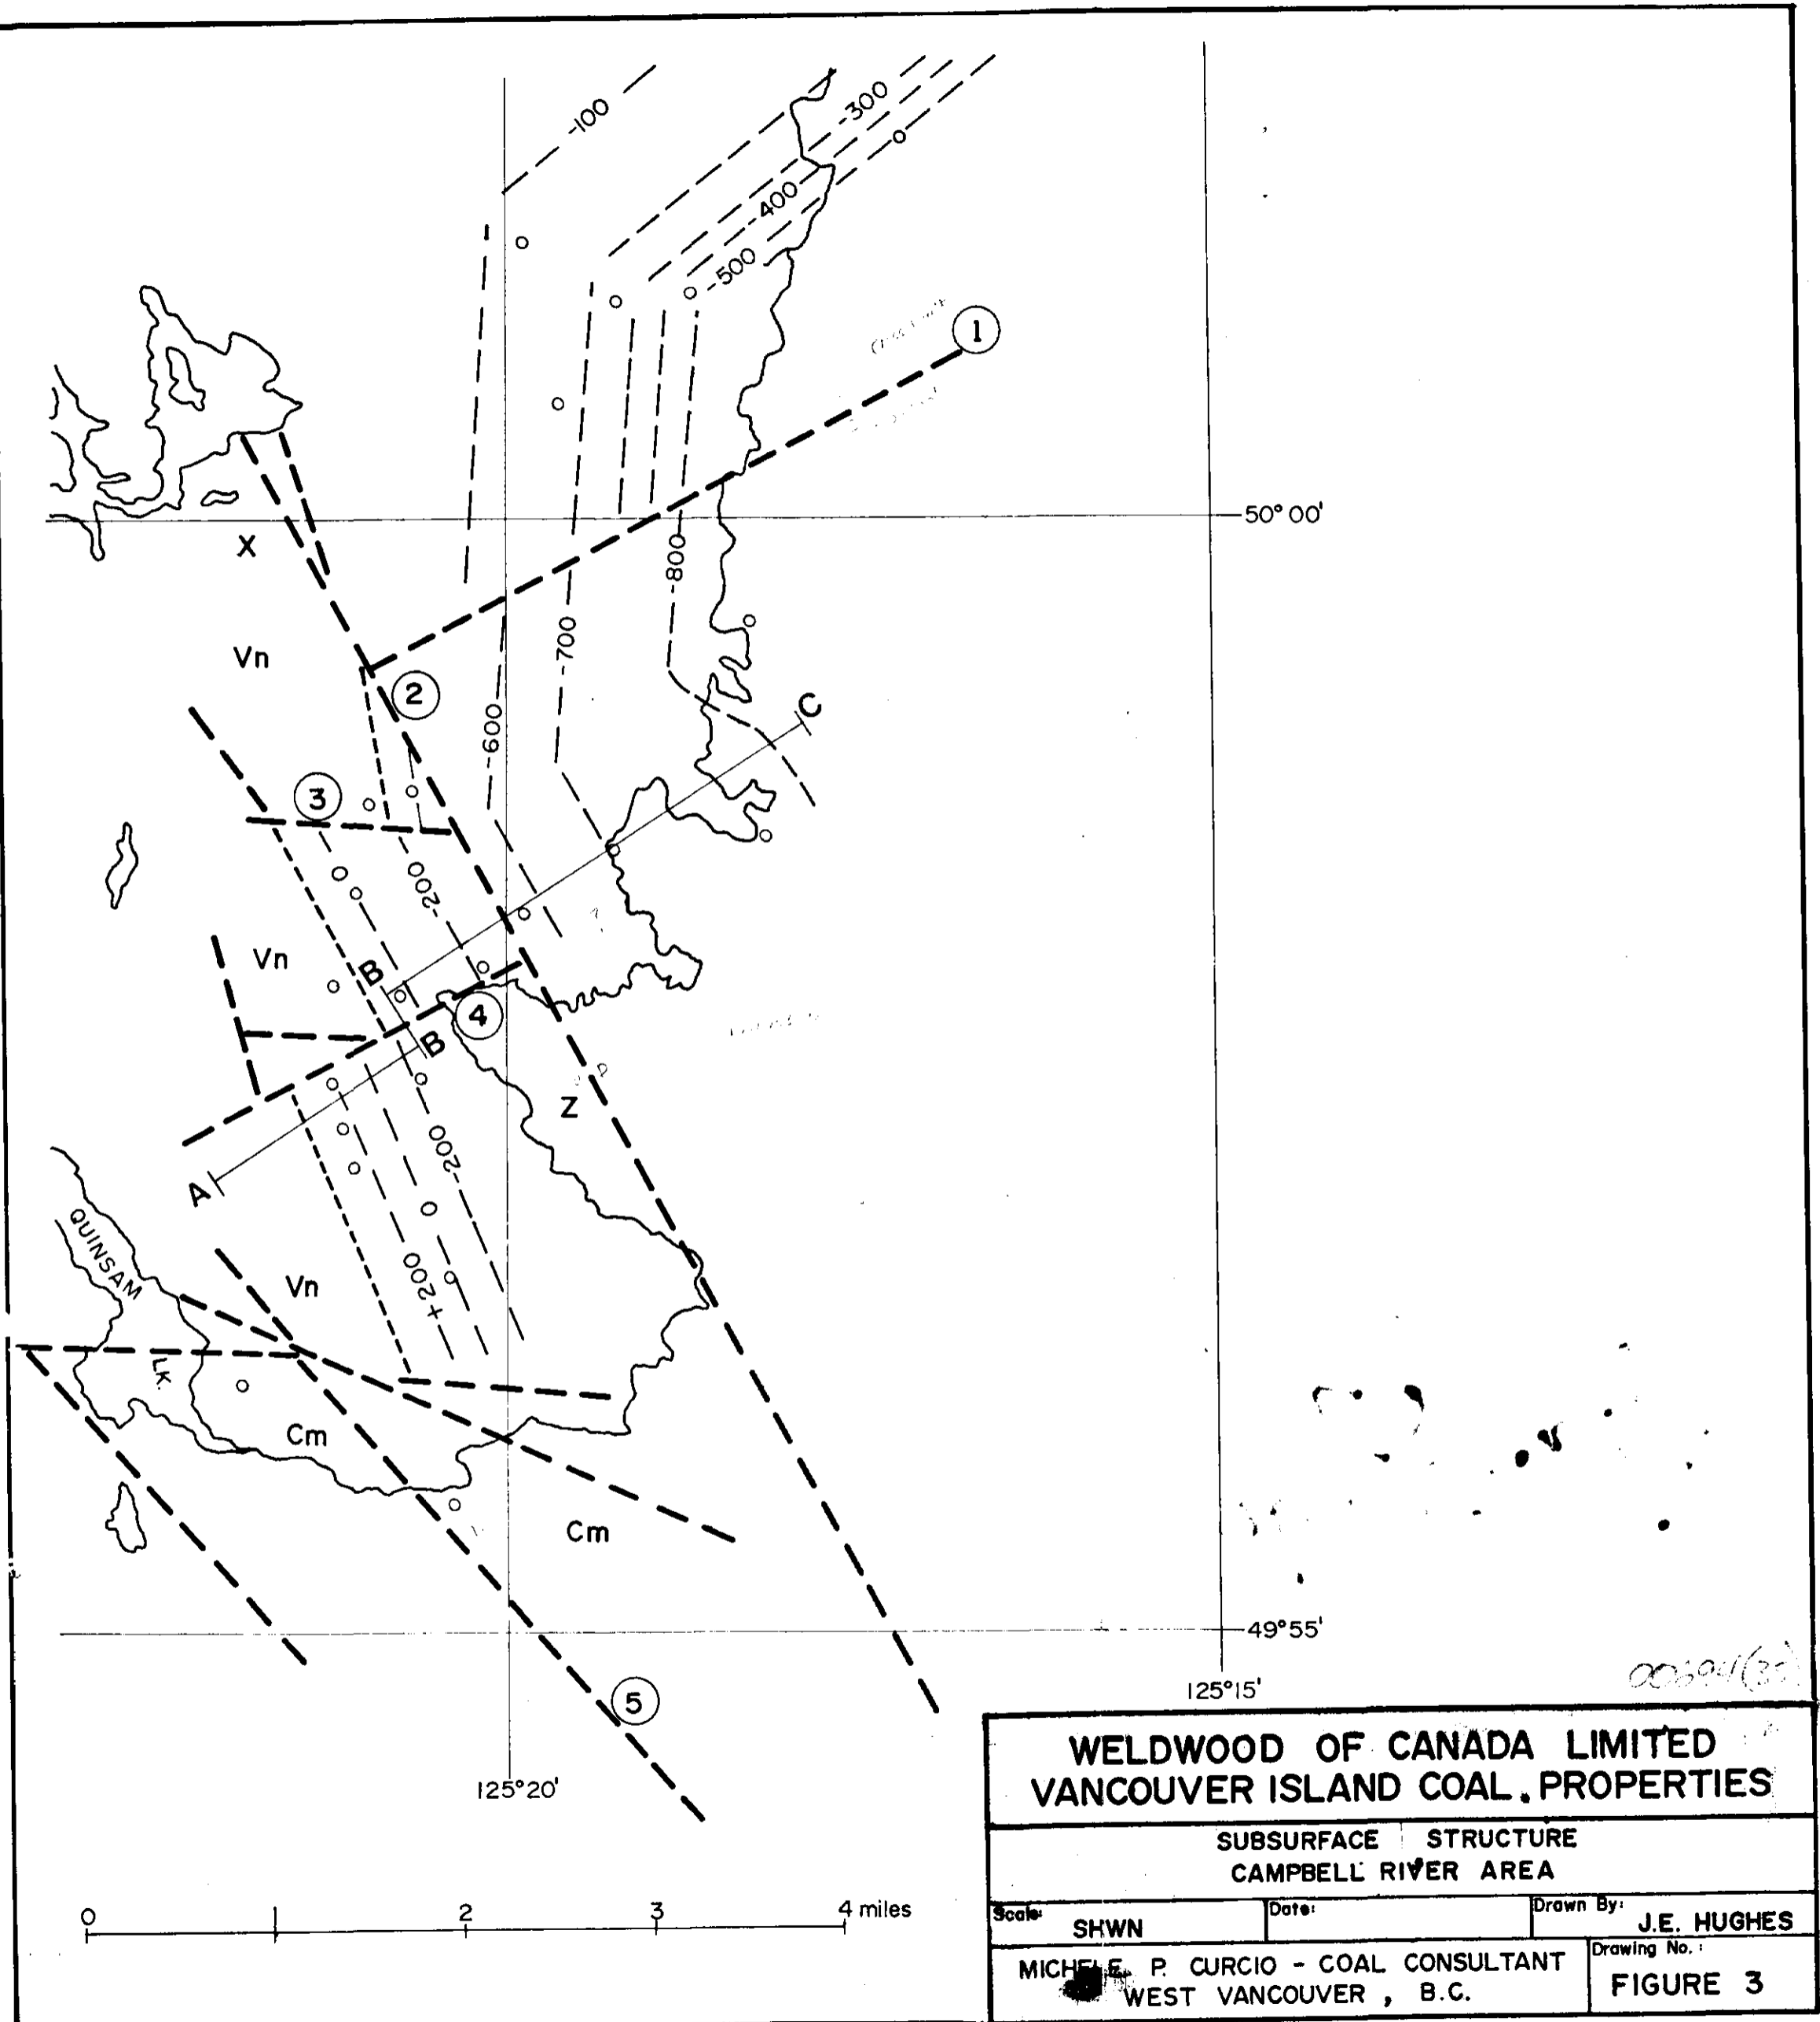 -100
-300
-400
-500
1
50° 00'
X
-800
Vn
-700
2
-600
C
3
-200
Vn
B
4
B
Z
-200
A
QUINSAM
LK.
Vn
+200
Cm
Cm
49°55'
125°15'
5
125°20'
0 1 2 3 4 miles
WELDWOOD OF CANADA LIMITED
VANCOUVER ISLAND COAL PROPERTIES
SUBSURFACE STRUCTURE
CAMPBELL RIVER AREA
Scale: SHWN
Date:
Drawn By: J.E. HUGHES
MICHELE P. CURCIO - COAL CONSULTANT
WEST VANCOUVER , B.C.
Drawing No.:
FIGURE 3